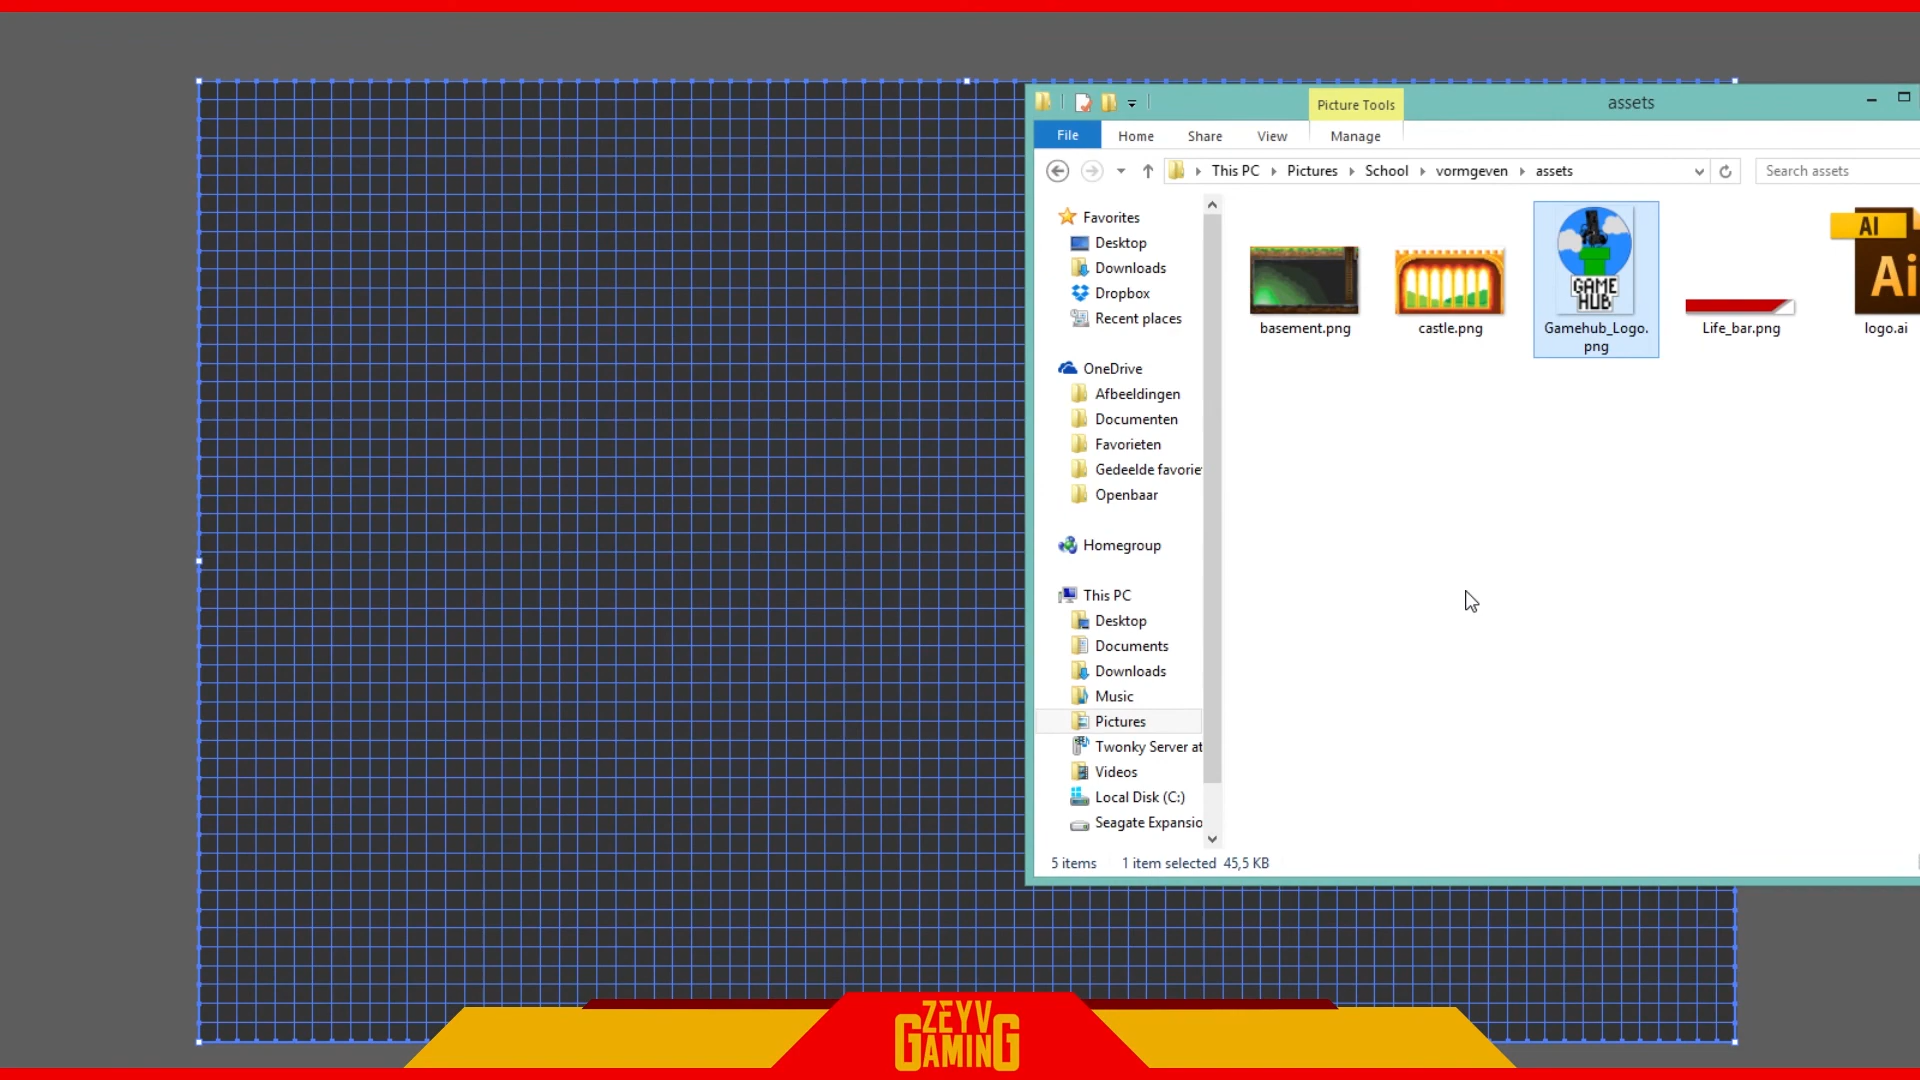 Picture Tools
assets
File
Home
Share
View
Manage
This PC
Pictures
School
vormgeven
assets
Search assets
Favorites
Desktop
Downloads
Dropbox
Recent places
OneDrive
Afbeeldingen
Documenten
Favorieten
Gedeelde favorie
Openbaar
Homegroup
This PC
Desktop
Documents
Downloads
Music
Pictures
Twonky Server at
Videos
Local Disk (C:)
Seagate Expansio
basement.png
castle.png
GAME
HUB
Gamehub_Logo.
png
Life_bar.png
AI
Ai
logo.ai
5 items
1 item selected 45,5 KB
ZEYV
GAMING